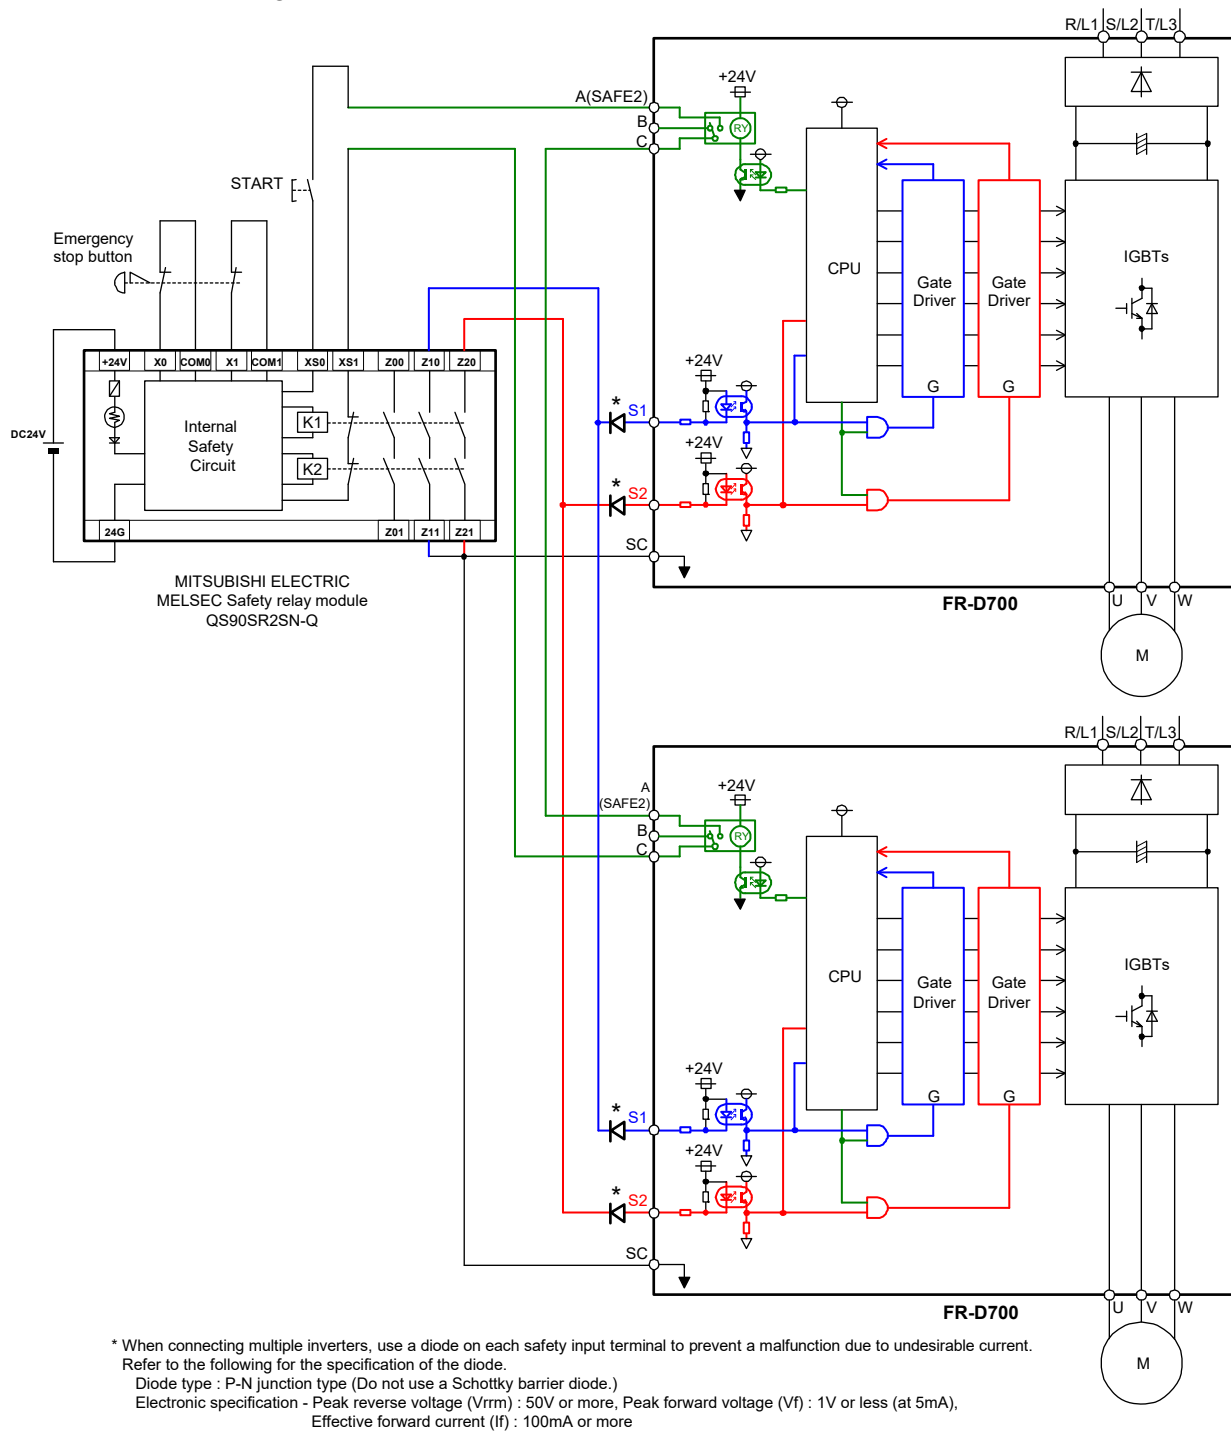 R/L1 S/L2 T/L3
+24V
A(SAFE2)
B
C
RY
START
Emergency
stop button
CPU
Gate
Driver
Gate
Driver
IGBTs
G
G
+24V X0 COM0 X1 COM1 XS0 XS1 Z00 Z10 Z20
DC24V
Internal
Safety
Circuit
K1
K2
24G Z01 Z11 Z21
+24V
* S1
+24V
* S2
SC
MITSUBISHI ELECTRIC
MELSEC Safety relay module
QS90SR2SN-Q
FR-D700
U V W
M
R/L1 S/L2 T/L3
+24V
A
(SAFE2)
B
C
RY
CPU
Gate
Driver
Gate
Driver
IGBTs
G
G
+24V
* S1
+24V
* S2
SC
FR-D700
U V W
M
* When connecting multiple inverters, use a diode on each safety input terminal to prevent a malfunction due to undesirable current.
Refer to the following for the specification of the diode.
Diode type : P-N junction type (Do not use a Schottky barrier diode.)
Electronic specification - Peak reverse voltage (Vrrm) : 50V or more, Peak forward voltage (Vf) : 1V or less (at 5mA),
Effective forward current (If) : 100mA or more